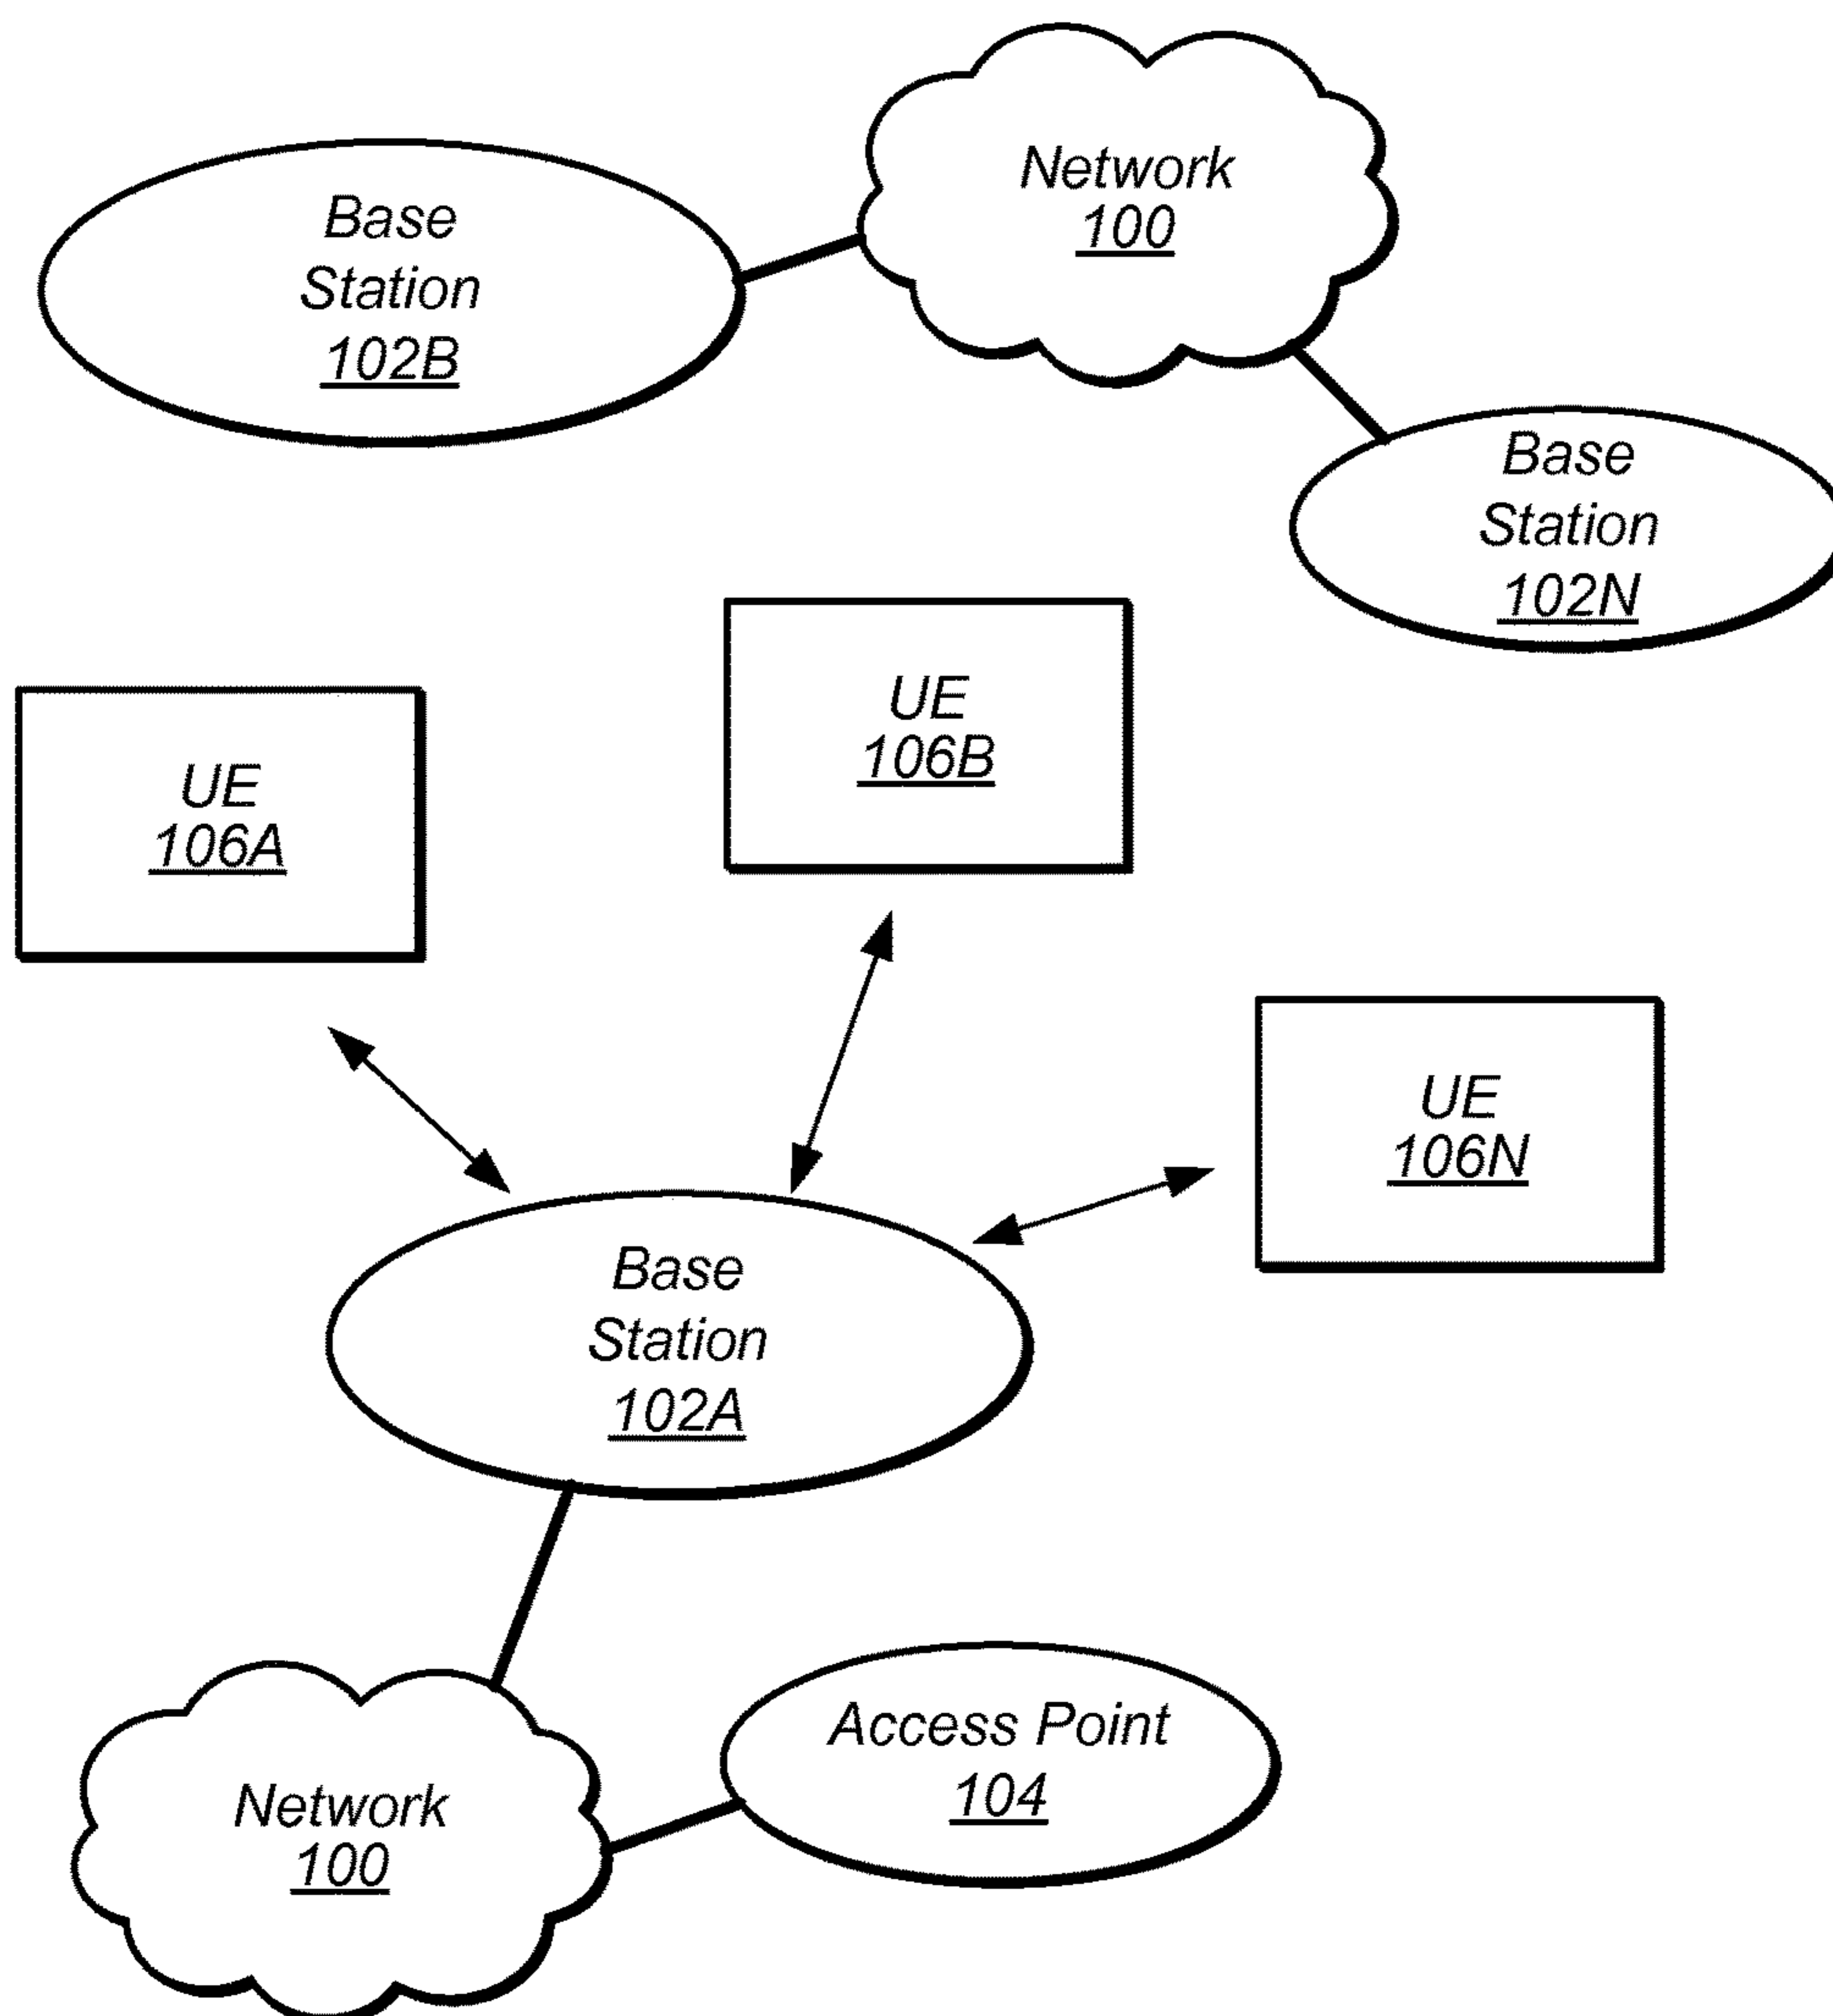 Network
100
Base
Station
102B
Base
Station
102N
UE
106B
UE
106A
UE
106N
Base
Station
102A
Access Point
104
Network
100